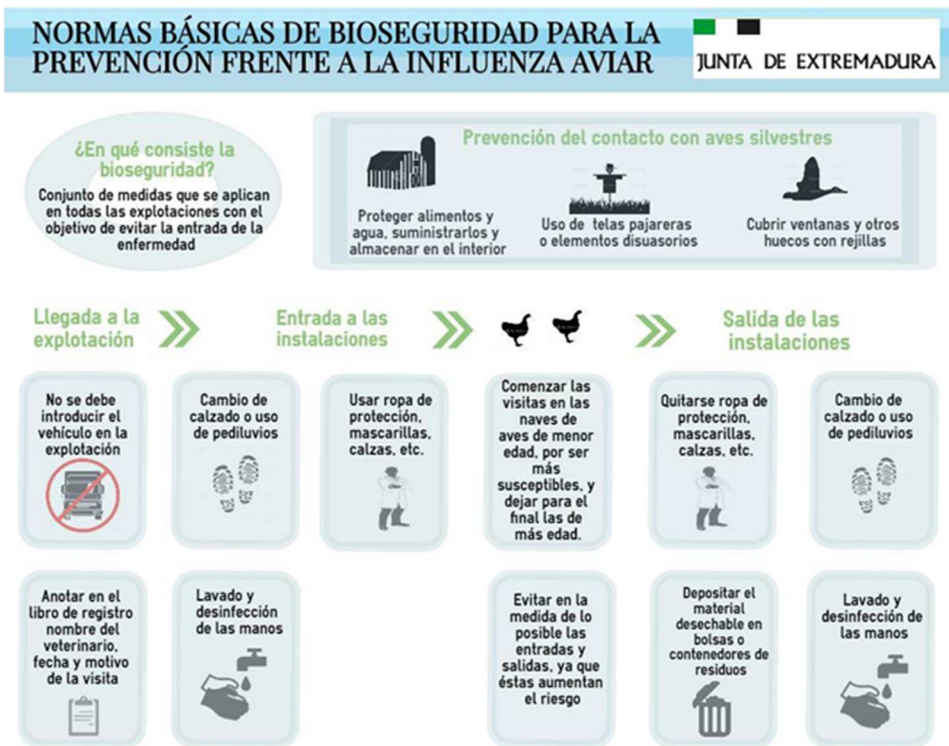 NORMAS BÁSICAS DE BIOSEGURIDAD PARA LA
PREVENCIÓN FRENTE A LA INFLUENZA AVIAR
JUNTA DE EXTREMADURA
¿En qué consiste la
bioseguridad?
Conjunto de medidas que se aplican
en todas las explotaciones con el
objetivo de evitar la entrada de la
enfermedad
Prevención del contacto con aves silvestres
Proteger alimentos y
agua, suministrarlos y
almacenar en el interior
Uso de telas pajareras
o elementos disuasorios
Cubrir ventanas y otros
huecos con rejillas
Llegada a la
explotación
Entrada a las
instalaciones
Salida de las
instalaciones
No se debe
introducir el
vehículo en la
explotación
Cambio de
calzado o uso
de pediluvios
Usar ropa de
protección,
mascarillas,
calzas, etc.
Comenzar las
visitas en las
naves de
aves de menor
edad, por ser
más
susceptibles, y
dejar para el
final las de
más edad.
Quitarse ropa de
protección,
mascarillas,
calzas, etc.
Cambio de
calzado o uso
de pediluvios
Anotar en el
libro de registro
nombre del
veterinario,
fecha y motivo
de la visita
Lavado y
desinfección
de las manos
Evitar en la
medida de lo
posible las
entradas y
salidas, ya que
éstas aumentan
el riesgo
Depositar el
material
desechable en
bolsas o
contenedores de
residuos
Lavado y
desinfección
de las manos